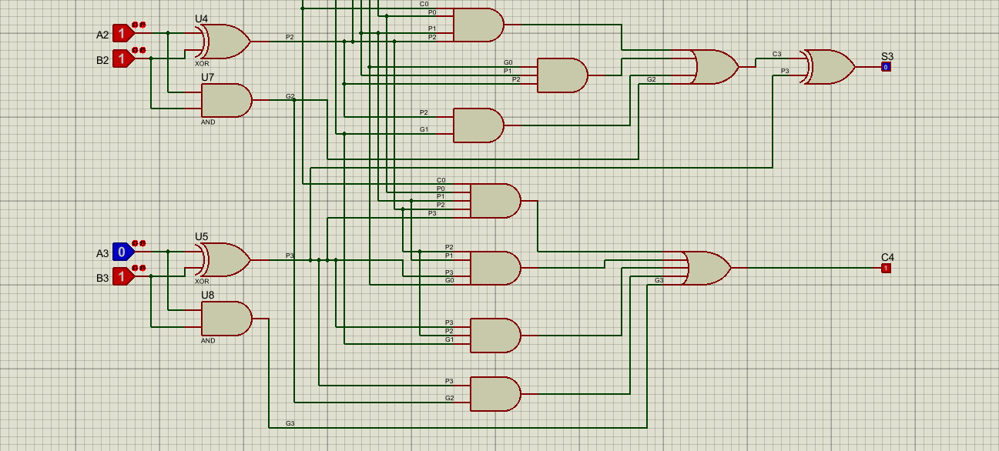 C0
P0
P1
P2
U4
A2 1
B2 1
XOR
P2
G0
P1
P2
G2
C3
P3
S3
0
U7
G2
AND
P2
G1
C0
P0
P1
P2
P3
U5
A3 0
B3 1
XOR
P3
P2
P1
P3
G0
G3
C4
1
U8
AND
P3
P2
G1
P3
G2
G3